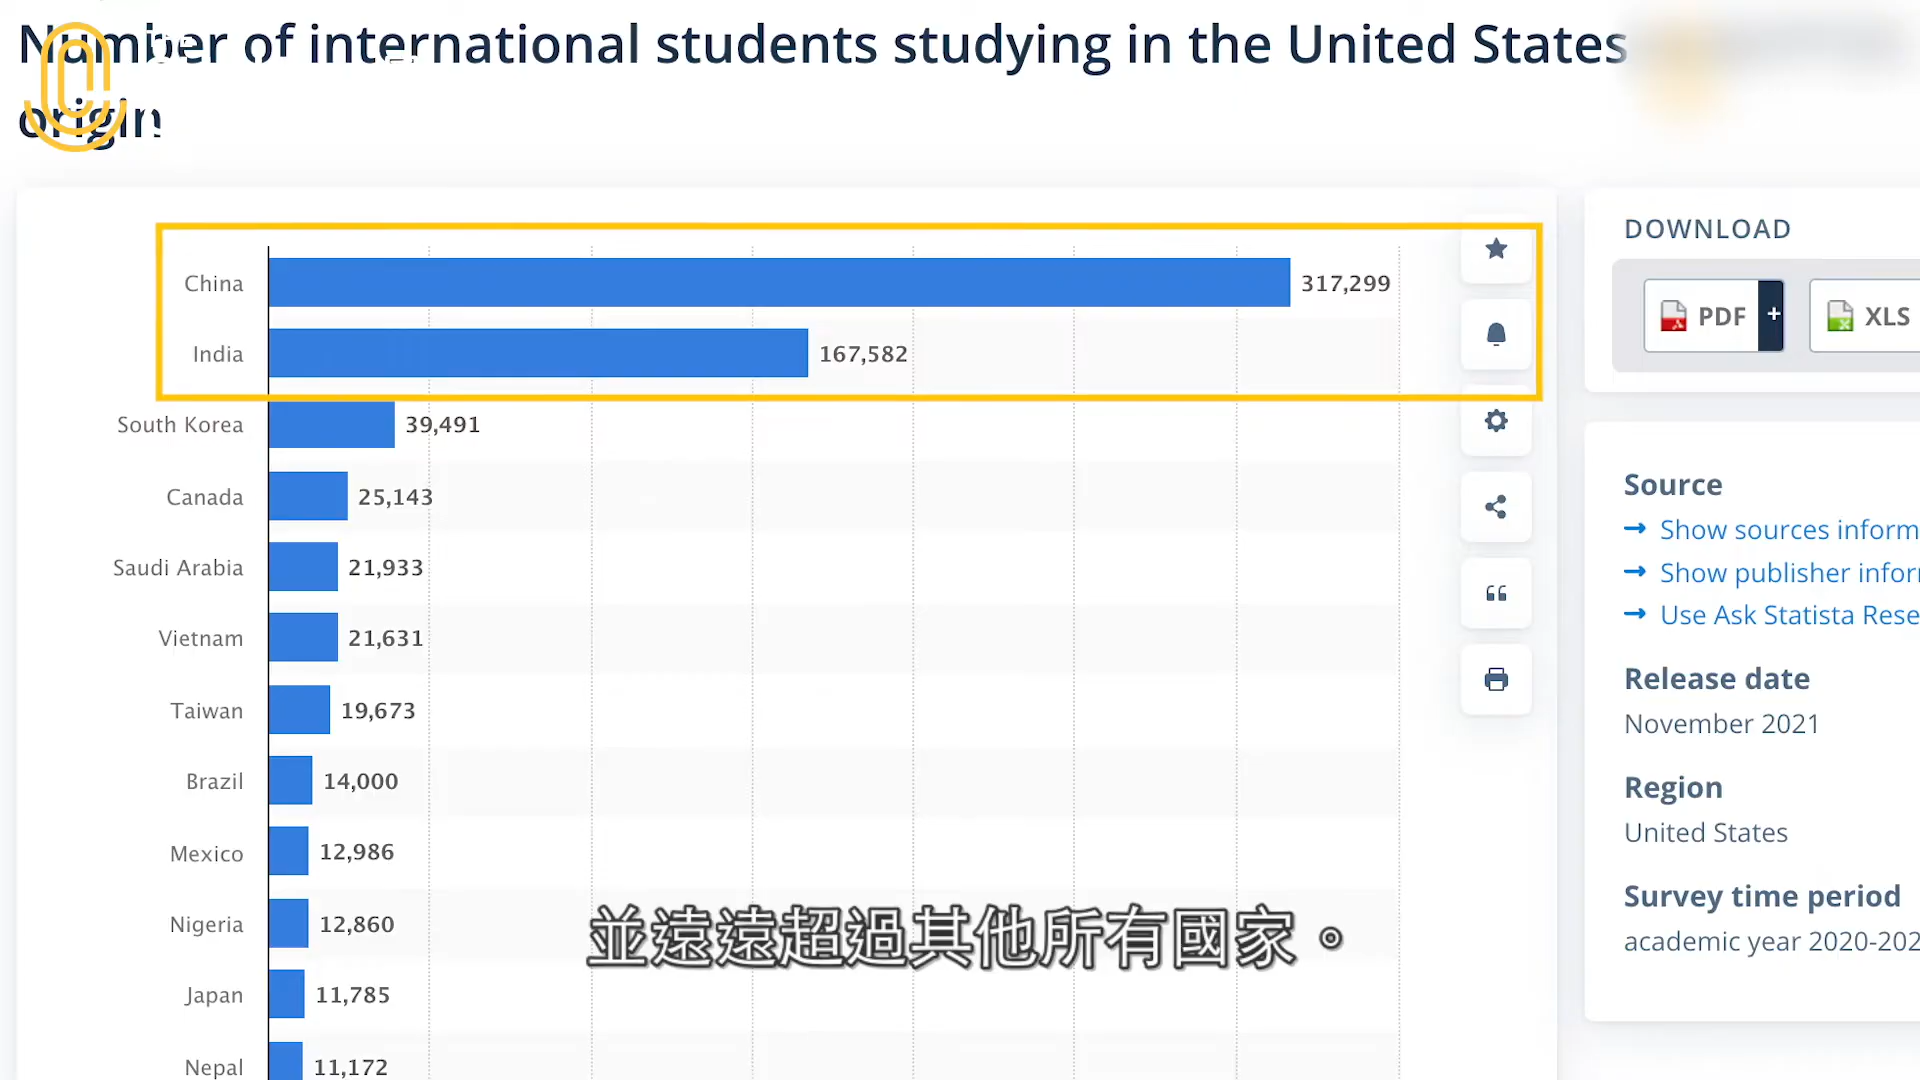 Number of international students studying in the United States
origin
China
317,299
India
167,582
South Korea
39,491
Canada
25,143
Saudi Arabia
21,933
Vietnam
21,631
Taiwan
19,673
Brazil
14,000
Mexico
12,986
Nigeria
12,860
Japan
11,785
Nepal
11,172
並遠遠超過其他所有國家。
DOWNLOAD
PDF +
XLS
Source
→ Show sources inform
→ Show publisher infor
→ Use Ask Statista Rese
Release date
November 2021
Region
United States
Survey time period
academic year 2020-202